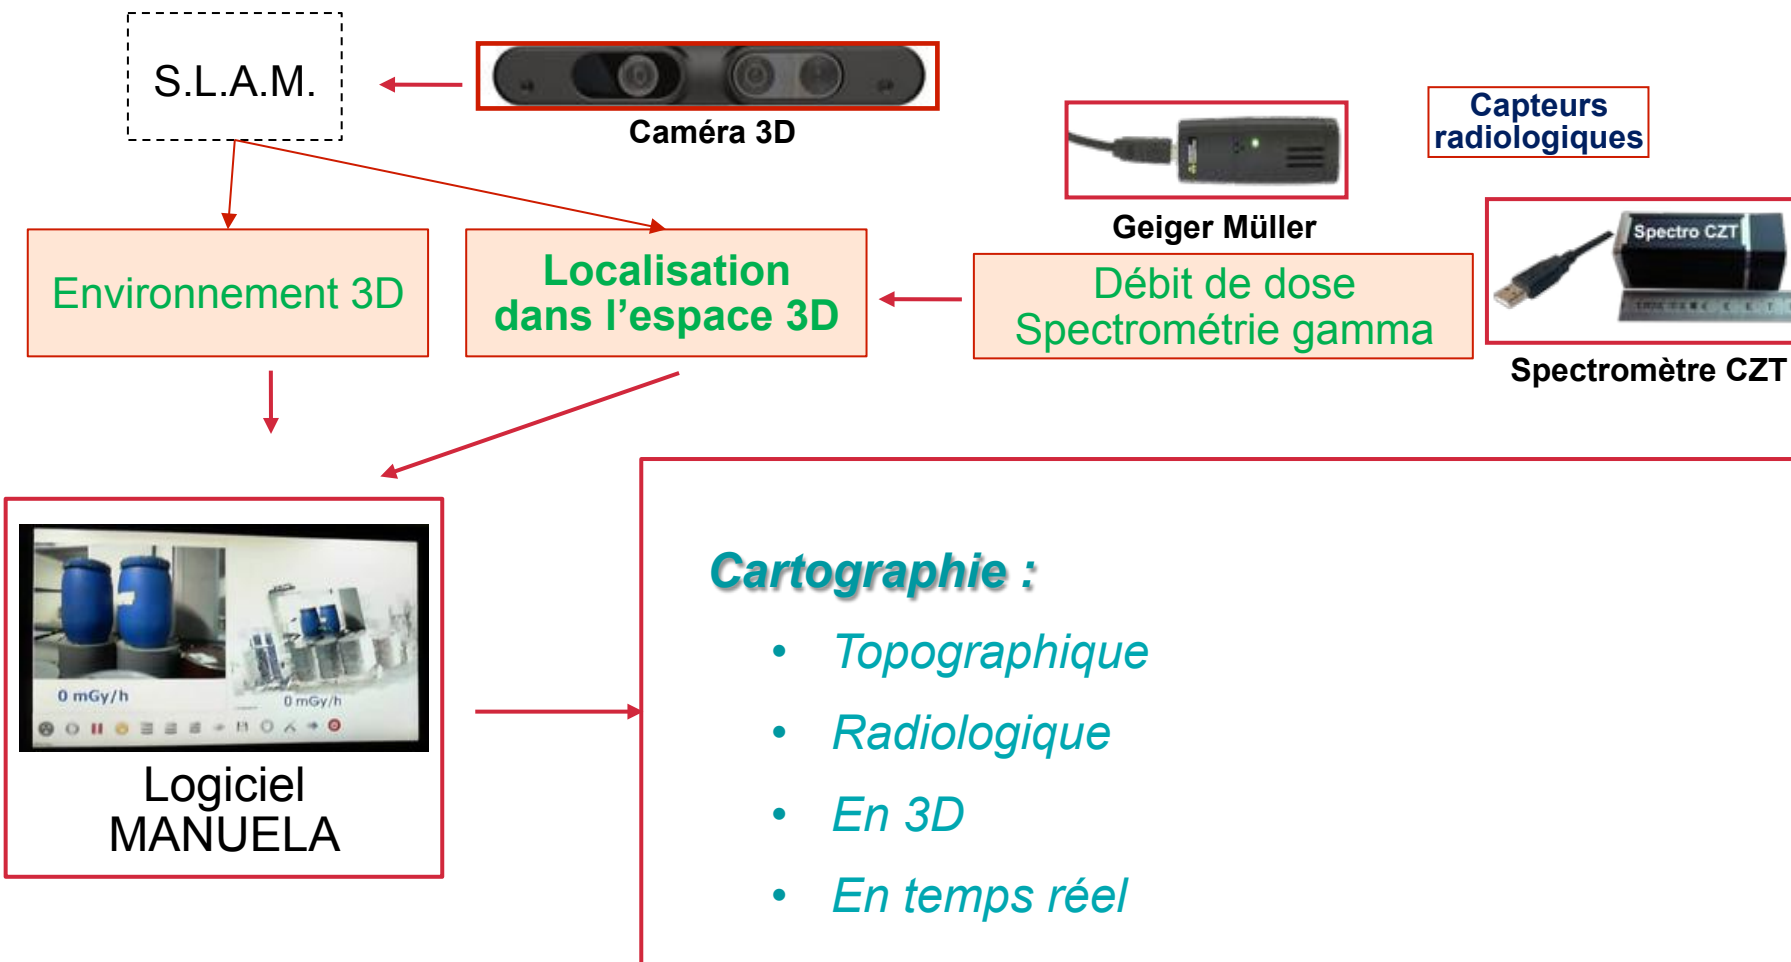 S.L.A.M.
Caméra 3D
Capteurs
radiologiques
Geiger Müller
Spectro CZT
Environnement 3D
Localisation
dans l’espace 3D
Débit de dose
Spectrométrie gamma
Spectromètre CZT
0 mGy/h
0 mGy/h
Logiciel
MANUELA
Cartographie :
• Topographique
• Radiologique
• En 3D
• En temps réel